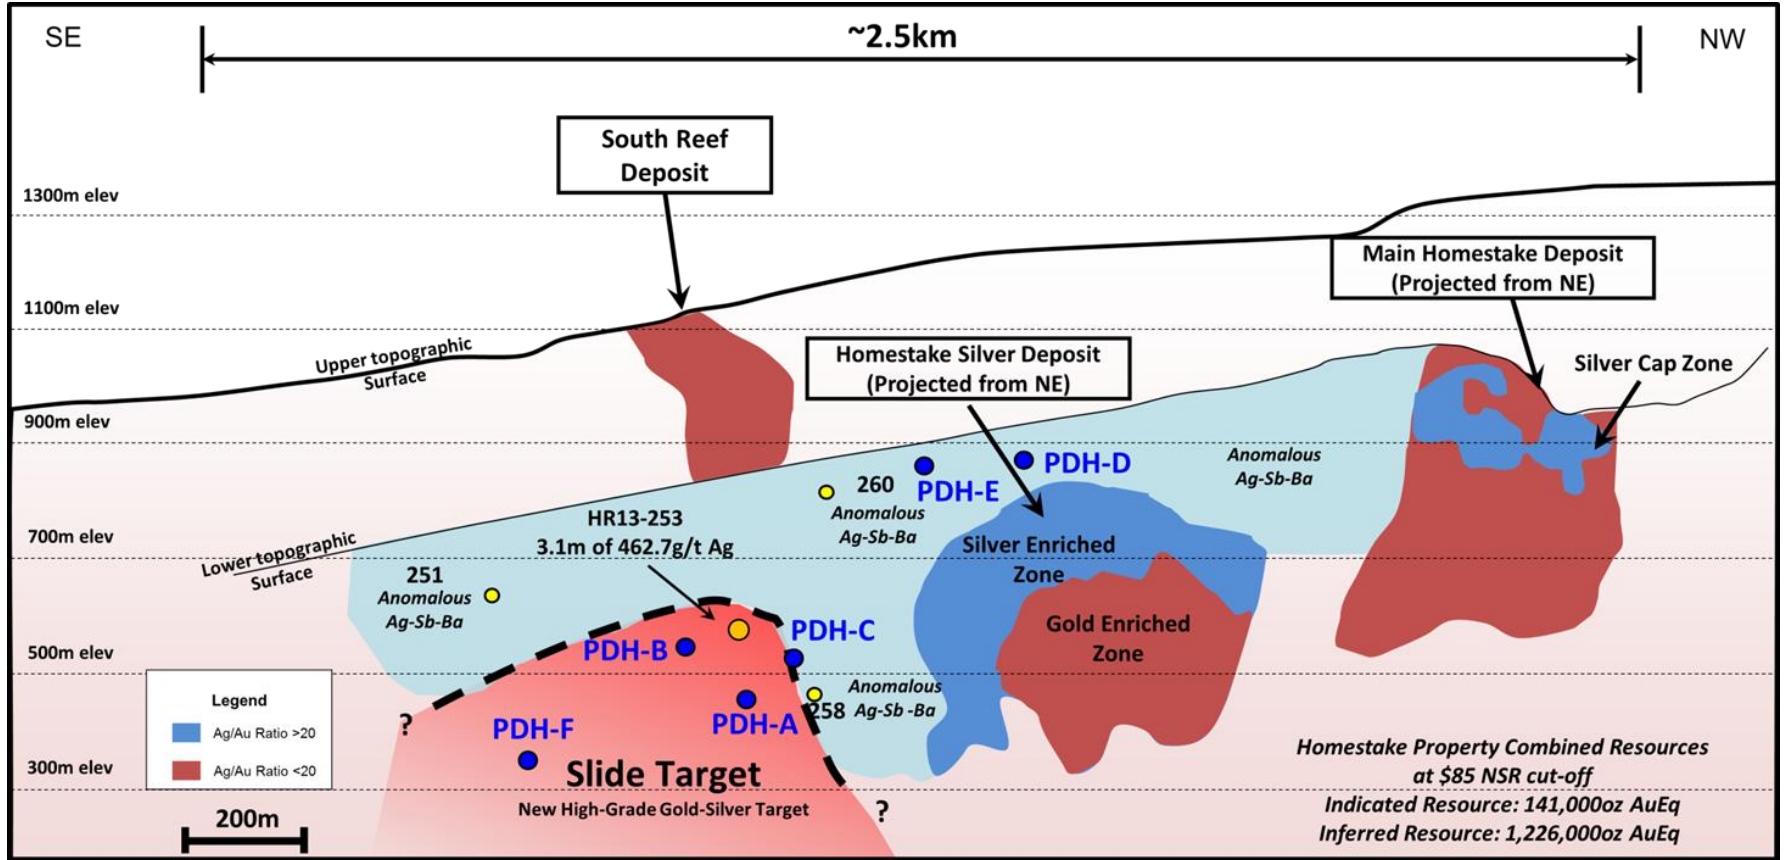 SE
~2.5km
NW
South Reef
Deposit
1300m elev
Main Homestake Deposit
(Projected from NE)
1100m elev
Upper topographic
Surface
Homestake Silver Deposit
(Projected from NE)
Silver Cap Zone
900m elev
PDH-D
Anomalous
Ag-Sb-Ba
260
PDH-E
Anomalous
Ag-Sb-Ba
HR13-253
3.1m of 462.7g/t Ag
700m elev
Lower topographic
Surface
Silver Enriched
Zone
251
Anomalous
Ag-Sb-Ba
Gold Enriched
Zone
PDH-C
PDH-B
500m elev
Anomalous
Ag-Sb -Ba
258
PDH-A
?
PDH-F
Legend
Ag/Au Ratio >20
Ag/Au Ratio <20
300m elev
Slide Target
New High-Grade Gold-Silver Target
?
200m
Homestake Property Combined Resources
at $85 NSR cut-off
Indicated Resource: 141,000oz AuEq
Inferred Resource: 1,226,000oz AuEq